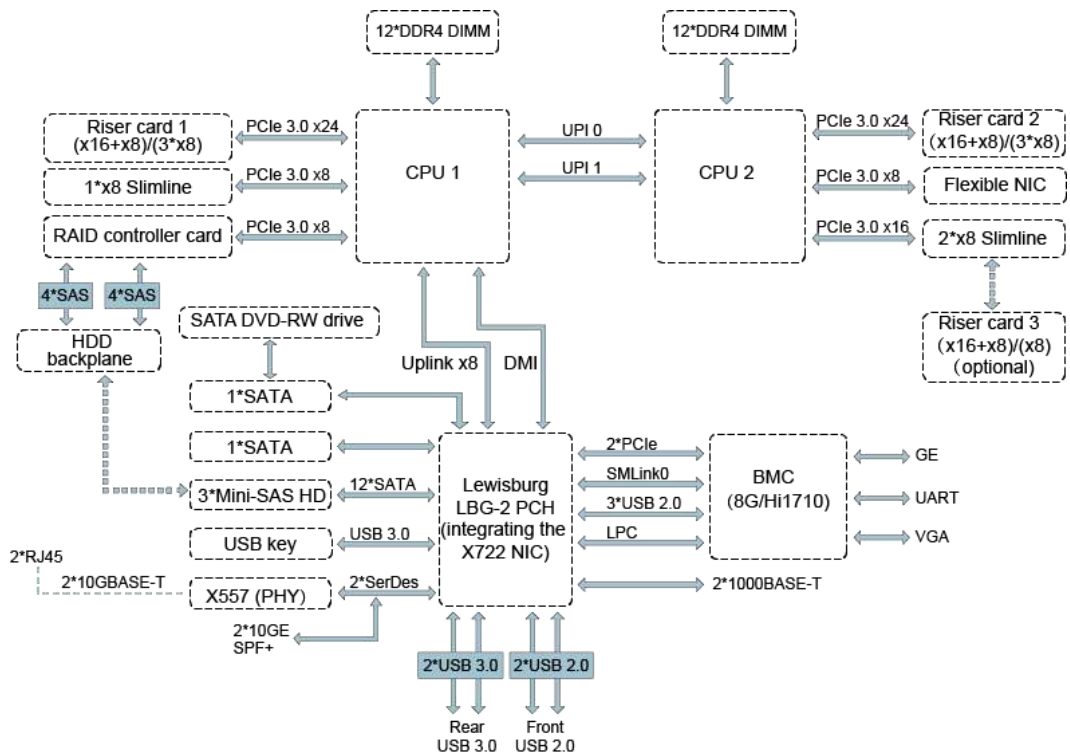 12*DDR4 DIMM
12*DDR4 DIMM
Riser card 1
(x16+x8)/(3*x8)
PCIe 3.0 x24
1*x8 Slimline
PCIe 3.0 x8
RAID controller card
PCIe 3.0 x8
CPU 1
UPI 0
UPI 1
CPU 2
PCIe 3.0 x24
Riser card 2
(x16+x8)/(3*x8)
PCIe 3.0 x8
Flexible NIC
PCIe 3.0 x16
2*x8 Slimline
4*SAS
4*SAS
HDD
backplane
SATA DVD-RW drive
Uplink x8
DMI
Riser card 3
(x16+x8)/(x8)
(optional)
1*SATA
1*SATA
3*Mini-SAS HD
12*SATA
USB key
USB 3.0
2*RJ45
2*10GBASE-T
X557 (PHY)
2*SerDes
2*10GE
SPF+
Lewisburg
LBG-2 PCH
(integrating the
X722 NIC)
2*PCIe
SMLink0
3*USB 2.0
LPC
2*1000BASE-T
BMC
(8G/Hi1710)
GE
UART
VGA
2*USB 3.0
2*USB 2.0
Rear
USB 3.0
Front
USB 2.0